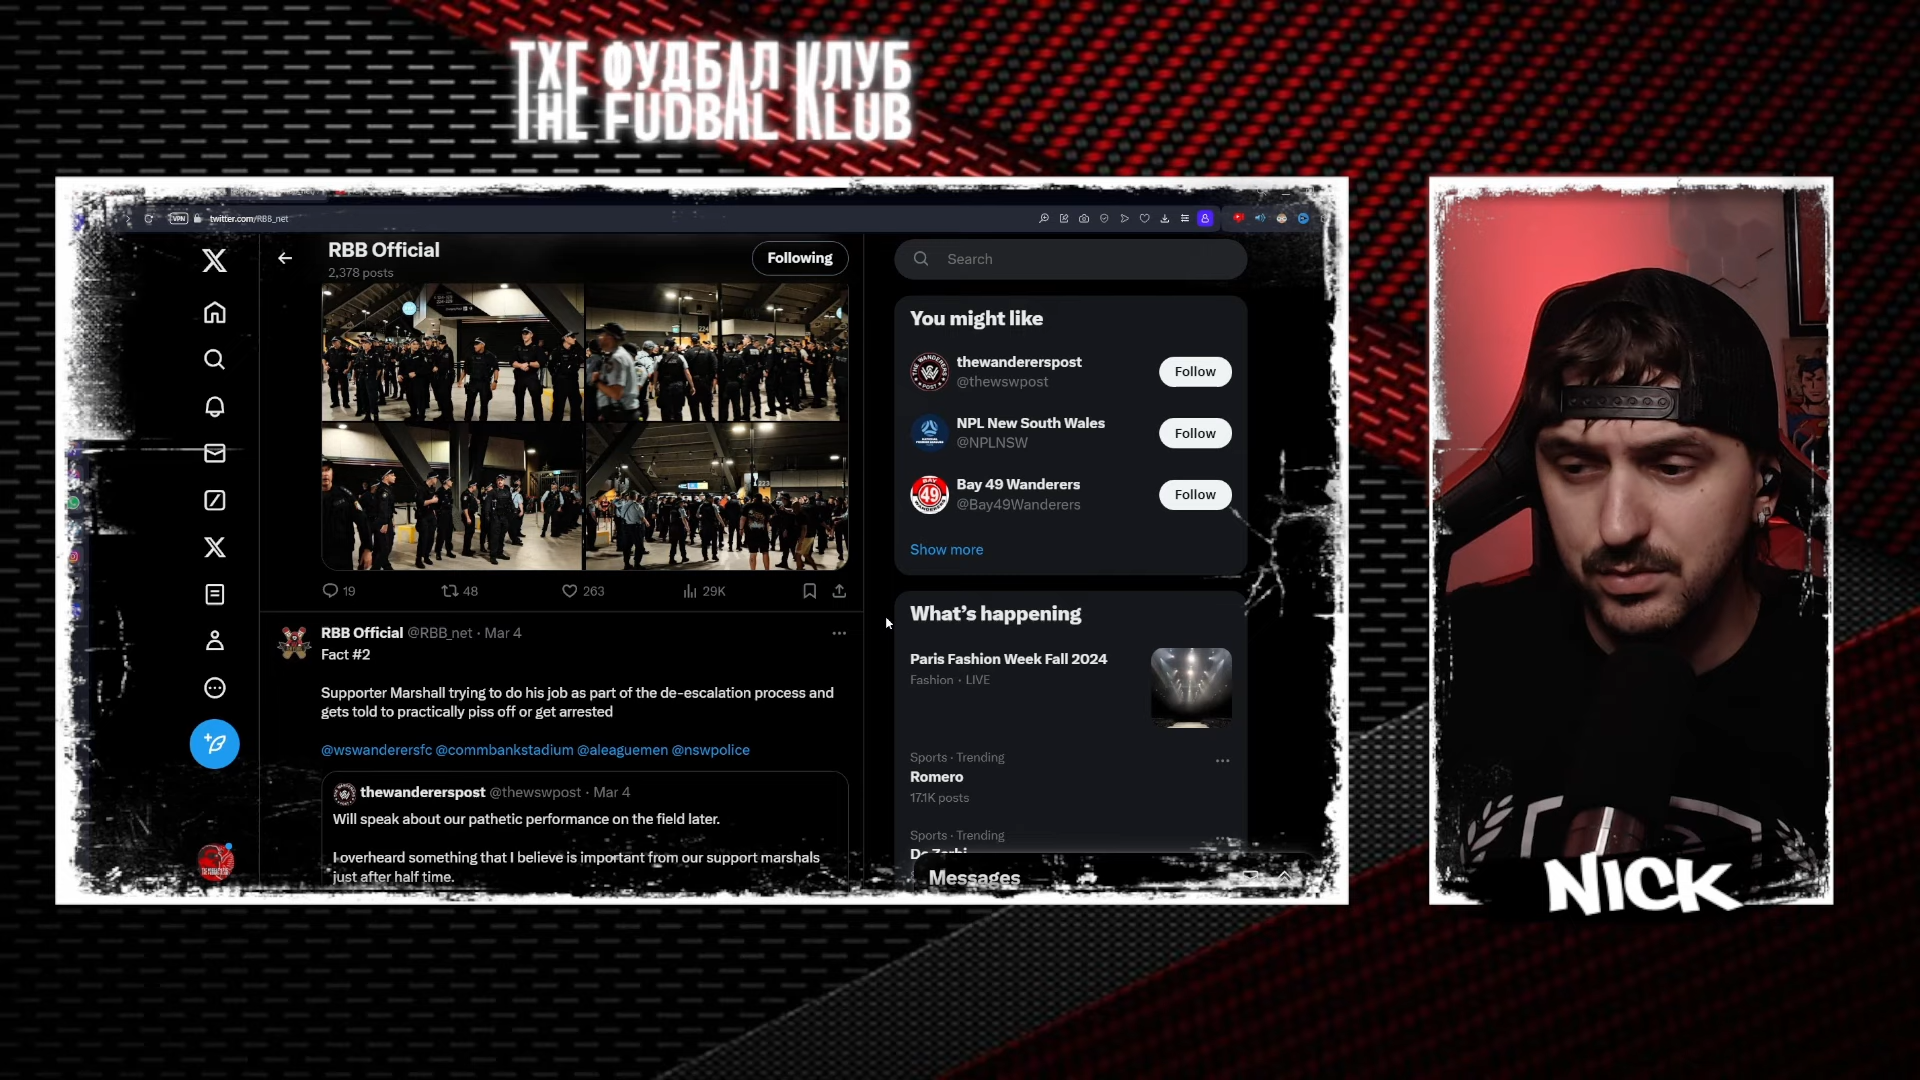 ТХЕ ФУДБАЛ КЛУБ
THE FUDBAL KLUB
VPN
twitter.com/RBB_net
RBB Official
2,378 posts
Following
19
48
263
29K
RBB Official @RBB_net · Mar 4
Fact #2
Supporter Marshall trying to do his job as part of the de-escalation process and
gets told to practically piss off or get arrested
@wswanderersfc @commbankstadium @aleaguemen @nswpolice
thewandererspost @thewswpost · Mar 4
Will speak about our pathetic performance on the field later.
I overheard something that I believe is important from our support marshals
just after half time.
Search
You might like
thewandererspost
@thewswpost
Follow
NPL New South Wales
@NPLNSW
Follow
BAY
49
Bay 49 Wanderers
@Bay49Wanderers
Follow
Show more
What's happening
Paris Fashion Week Fall 2024
Fashion · LIVE
Sports · Trending
Romero
17.1K posts
Sports · Trending
De Zerbi
Messages
NICK